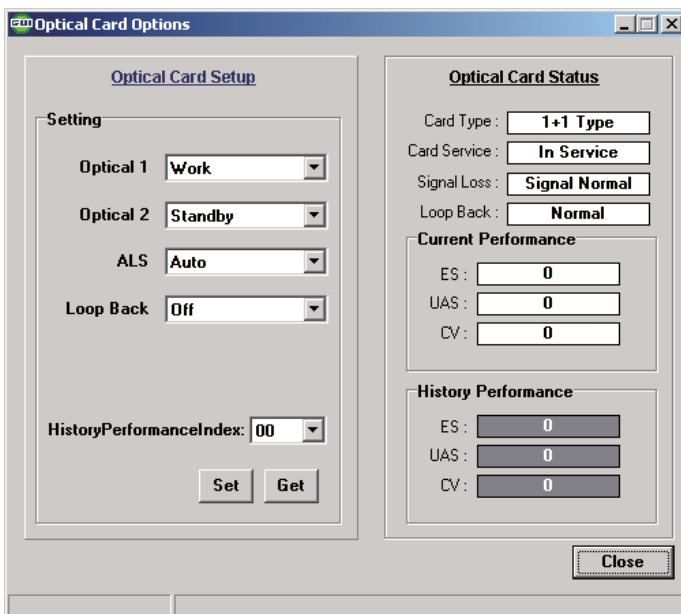 GWOptical Card Options
Optical Card Setup
Setting
Optical 1 Work
Optical 2 Standby
ALS Auto
Loop Back Off
HistoryPerformanceIndex: 00
Set Get
Optical Card Status
Card Type : 1+1 Type
Card Service : In Service
Signal Loss : Signal Normal
Loop Back : Normal
Current Performance
ES : 0
UAS : 0
CV : 0
History Performance
ES : 0
UAS : 0
CV : 0
Close